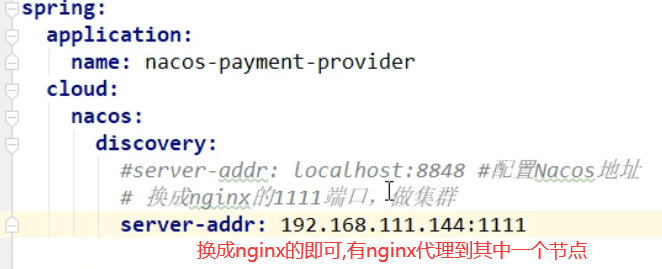 spring:
application:
name: nacos-payment-provider
cloud:
nacos:
discovery:
#server-addr: localhost:8848 #配置Nacos地址
# 换成nginx的1111端口，做集群
server-addr: 192.168.111.144:1111
换成nginx的即可,有nginx代理到其中一个节点